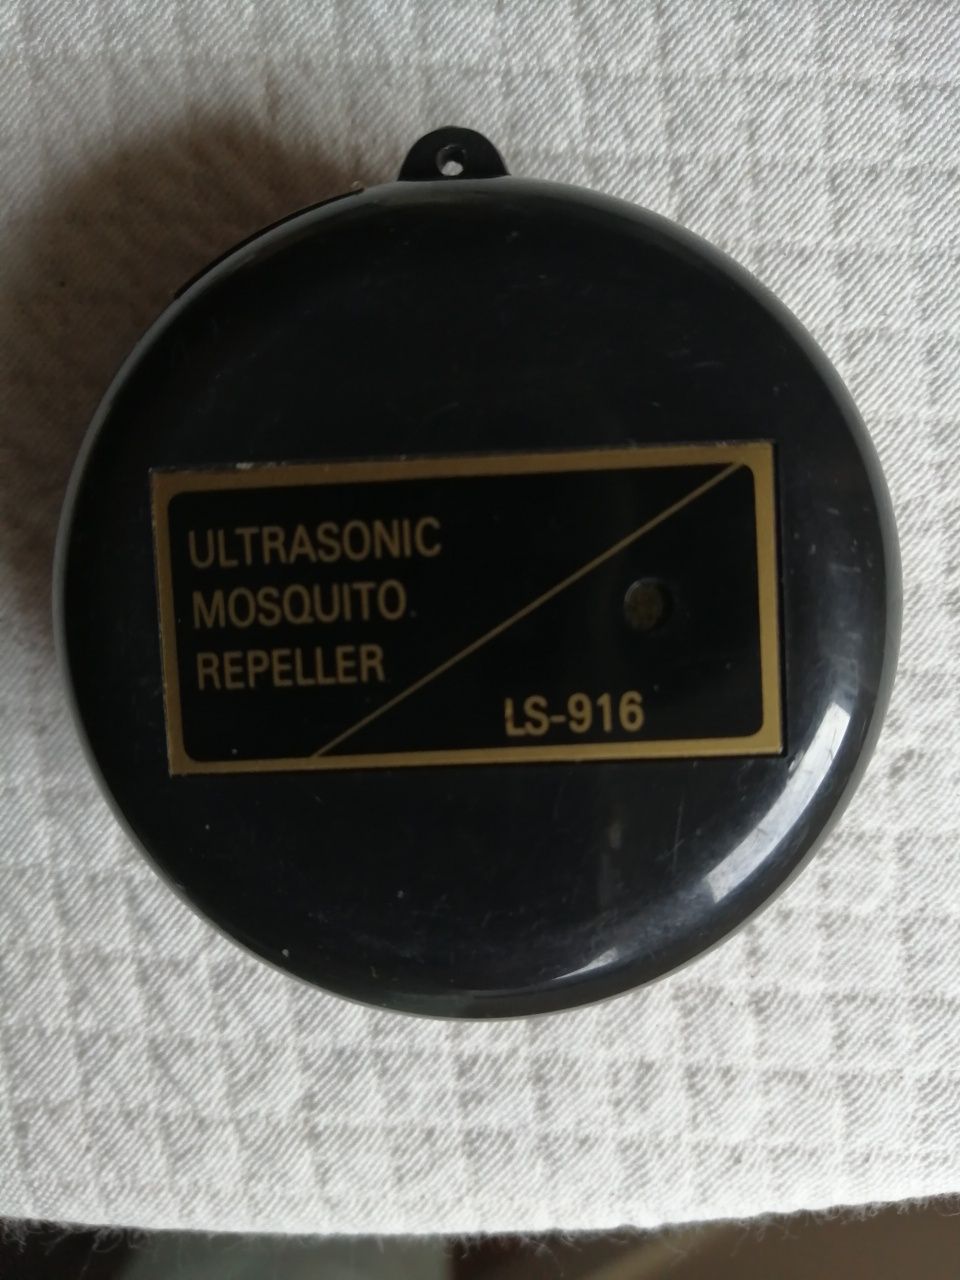 ULTRASONIC
MOSQUITO
REPELLER
LS-916